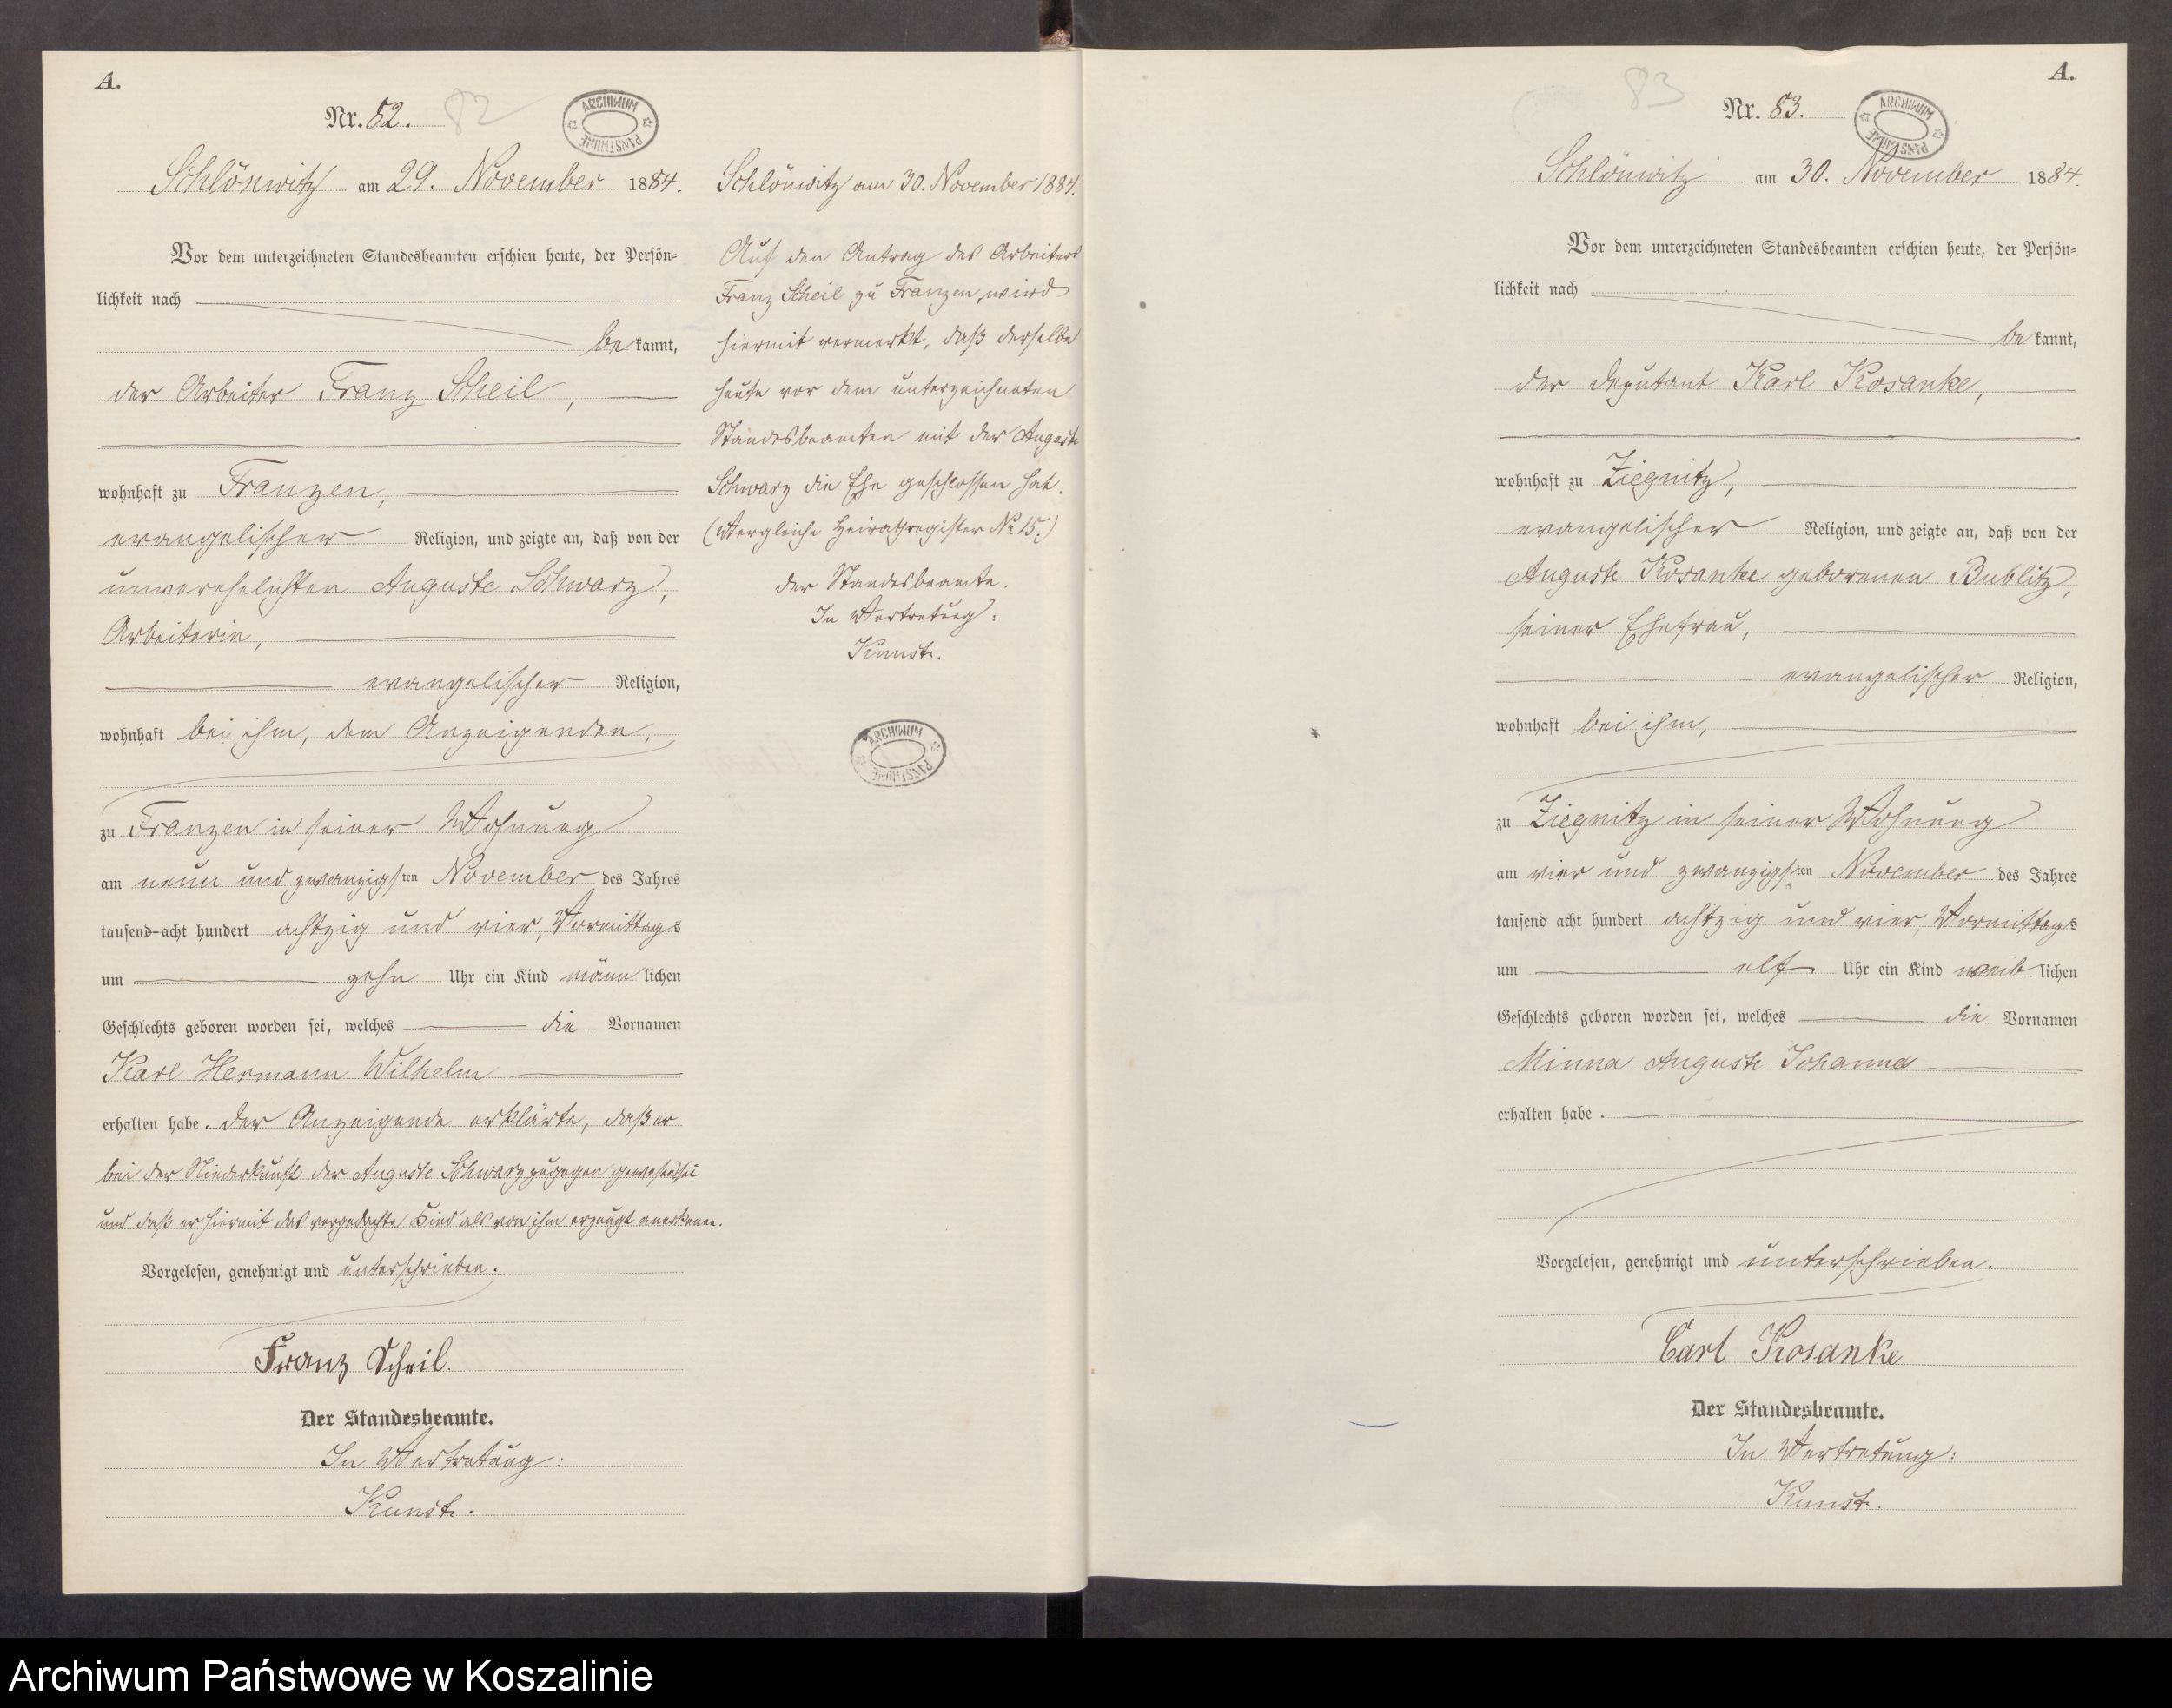 A.
Nr. 82.
82
ARCHIWUM PAŃSTWOWE
Schlönwitz am 29. November 1884.
Vor dem unterzeichneten Standesbeamten erschien heute, der Persön-
lichkeit nach
bekannt,
der Arbeiter Franz Scheil,
wohnhaft zu Franzen,
evangelischer Religion, und zeigte an, daß von der
unverehelichten Auguste Schwarz,
Arbeiterin,
evangelischer Religion,
wohnhaft bei ihm, dem Anzeigenden,
zu Franzen in seiner Wohnung
am neun und zwanzigsten November des Jahres
tausend-acht hundert achtzig und vier, Vormittags
um zehn Uhr ein Kind männlichen
Geschlechts geboren worden sei, welches die Vornamen
Karl Hermann Wilhelm
erhalten habe. Der Anzeigende erklärte, daß er
bei der Niederkunft der Auguste Schwarz zugegen gewesen sei
und daß er hiermit das vorgedachte Kind als von ihm erzeugt anerkenne.
Vorgelesen, genehmigt und unterschrieben.
Franz Scheil.
Der Standesbeamte.
In Vertretung:
Kunst.
Schlönwitz am 30. November 1884.
Auf den Antrag des Arbeiters
Franz Scheil zu Franzen, wird
hiermit vermerkt, daß derselbe
heute vor dem unterzeichneten
Standesbeamten mit der Auguste
Schwarz die Ehe geschlossen hat.
(Vergleiche Heirathsregister No 15.)
Der Standesbeamte.
In Vertretung:
Kunst.
ARCHIWUM PAŃSTWOWE
A.
83
Nr. 83.
ARCHIWUM PAŃSTWOWE
Schlönwitz am 30. November 1884.
Vor dem unterzeichneten Standesbeamten erschien heute, der Persön-
lichkeit nach
bekannt,
der Deputant Karl Kosanke,
wohnhaft zu Ziegnitz,
evangelischer Religion, und zeigte an, daß von der
Auguste Kosanke geborenen Bublitz,
seiner Ehefrau,
evangelischer Religion,
wohnhaft bei ihm,
zu Ziegnitz in seiner Wohnung
am vier und zwanzigsten November des Jahres
tausend acht hundert achtzig und vier, Vormittags
um elf Uhr ein Kind weiblichen
Geschlechts geboren worden sei, welches die Vornamen
Minna Auguste Johanna
erhalten habe.
Vorgelesen, genehmigt und unterschrieben.
Carl Kosanke
Der Standesbeamte.
In Vertretung:
Kunst.
Archiwum Państwowe w Koszalinie